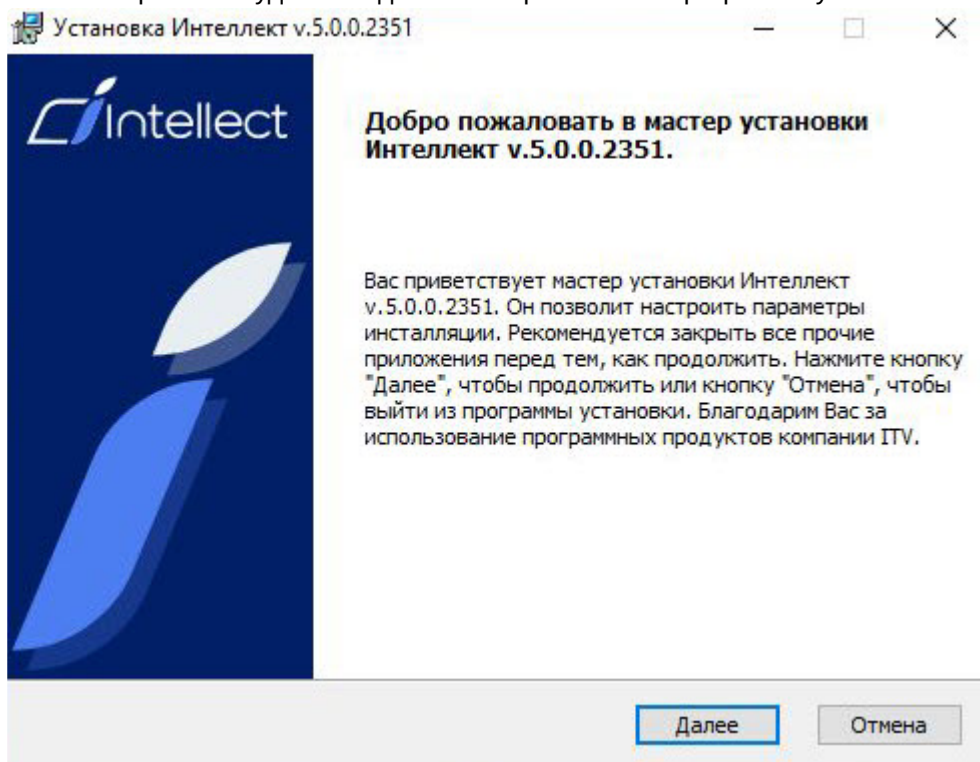 Установка Интеллект v.5.0.0.2351
Intellect
Добро пожаловать в мастер установки
Интеллект v.5.0.0.2351.
Вас приветствует мастер установки Интеллект
v.5.0.0.2351. Он позволит настроить параметры
инсталляции. Рекомендуется закрыть все прочие
приложения перед тем, как продолжить. Нажмите кнопку
"Далее", чтобы продолжить или кнопку "Отмена", чтобы
выйти из программы установки. Благодарим Вас за
использование программных продуктов компании ITV.
Далее
Отмена